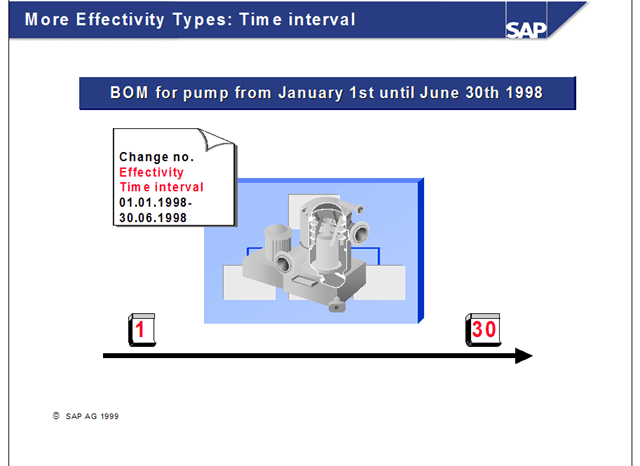 More Effectivity Types: Time interval
SAP
BOM for pump from January 1st until June 30th 1998
Change no.
Effectivity
Time interval
01.01.1998-
30.06.1998
1
30
© SAP AG 1999